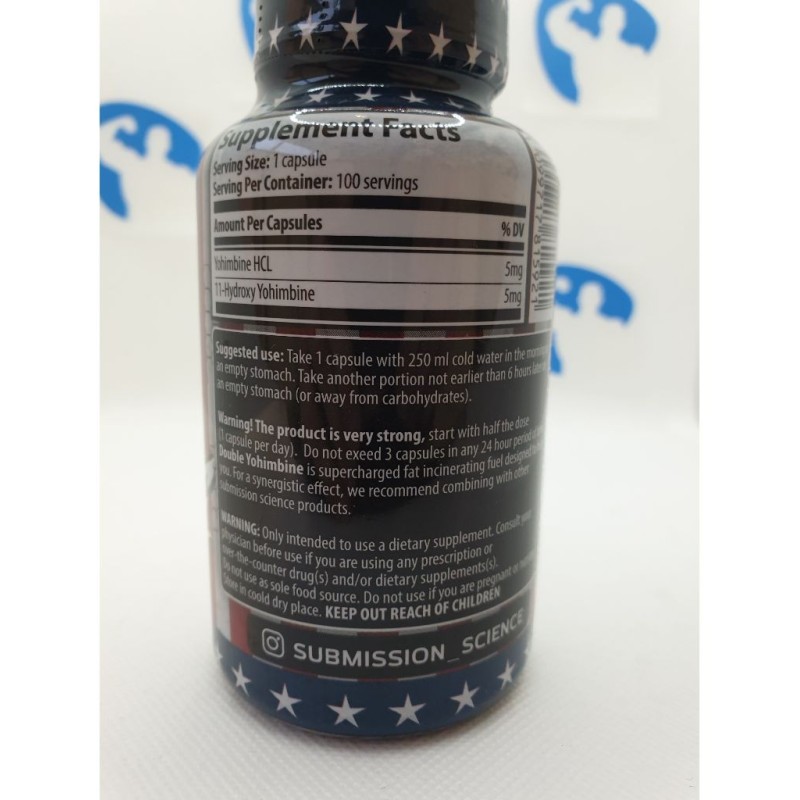 Supplement Facts
Serving Size: 1 capsule
Serving Per Container: 100 servings
Amount Per Capsules % DV
Yohimbine HCL 5mg
11-Hydroxy Yohimbine 5mg
Suggested use: Take 1 capsule with 250 ml cold water in the
an empty stomach. Take another portion not earlier than 6 hours
an empty stomach (or away from carbohydrates).
Warning! The product is very strong, start with half the dose
(1 capsule per day). Do not exeed 3 capsules in any 24 hour period
Double Yohimbine is supercharged fat incinerating fuel designed
you. For a synergistic effect, we recommend combining with other
submission science products.
WARNING: Only intended to use a dietary supplement. Consult your
physician before use if you are using any prescription or
over-the-counter drug(s) and/or dietary supplements(s).
Do not use as sole food source. Do not use if you are pregnant or
Store in coold dry place. KEEP OUT REACH OF CHILDREN
SUBMISSION_SCIENCE